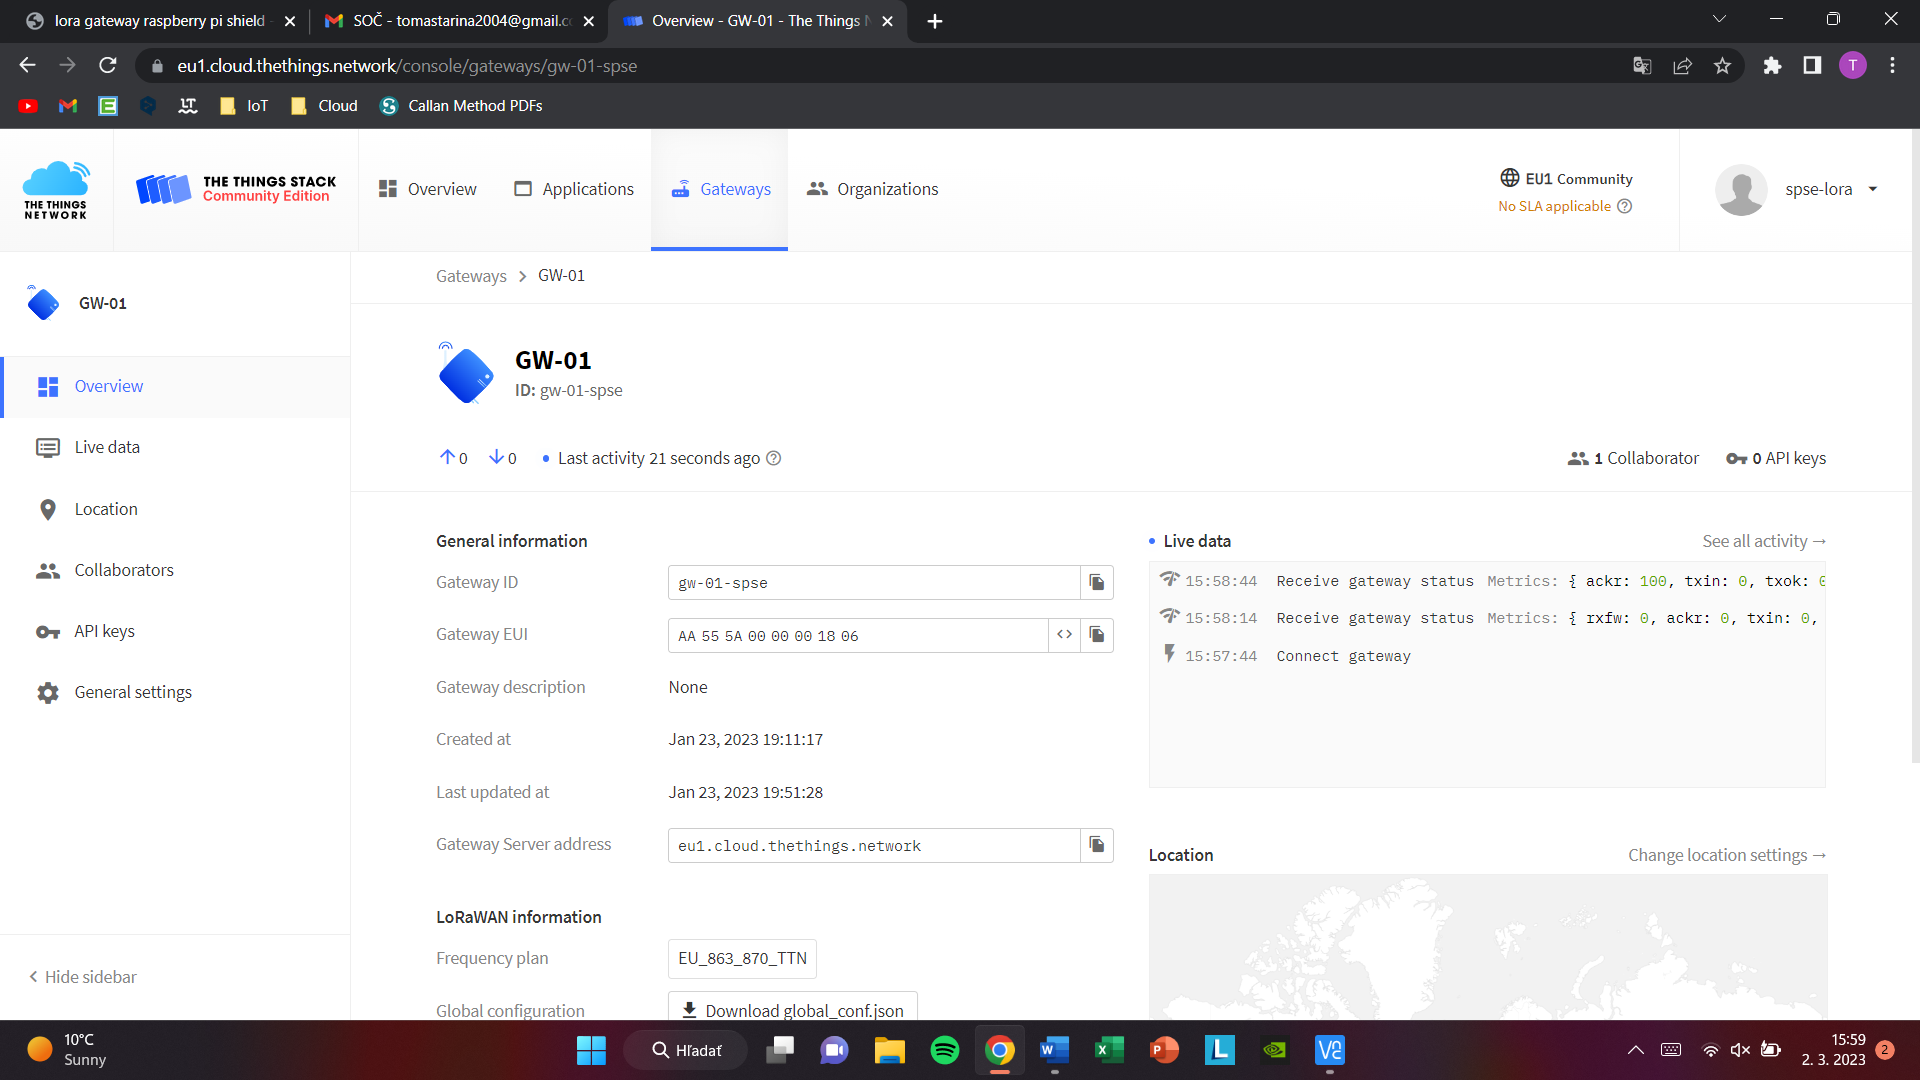 lora gateway raspberry pi shield
SOČ - tomastarina2004@gmail.c
Overview - GW-01 - The Things N
eu1.cloud.thethings.network/console/gateways/gw-01-spse
T
IoT
Cloud
Callan Method PDFs
THE THINGS
NETWORK
THE THINGS STACK
Community Edition
Overview
Applications
Gateways
Organizations
EU1 Community
No SLA applicable
spse-lora
GW-01
Overview
Live data
Location
Collaborators
API keys
General settings
Hide sidebar
Gateways > GW-01
GW-01
ID: gw-01-spse
↑ 0 ↓ 0 • Last activity 21 seconds ago
1 Collaborator
0 API keys
General information
Gateway ID
gw-01-spse
Gateway EUI
AA 55 5A 00 00 00 18 06
<>
Gateway description
None
Created at
Jan 23, 2023 19:11:17
Last updated at
Jan 23, 2023 19:51:28
Gateway Server address
eu1.cloud.thethings.network
LoRaWAN information
Frequency plan
EU_863_870_TTN
Global configuration
Download global_conf.json
• Live data
See all activity →
15:58:44 Receive gateway status Metrics: { ackr: 100, txin: 0, txok: 0
15:58:14 Receive gateway status Metrics: { rxfw: 0, ackr: 0, txin: 0,
15:57:44 Connect gateway
Location
Change location settings →
10°C
Sunny
Hľadať
15:59
2. 3. 2023
2